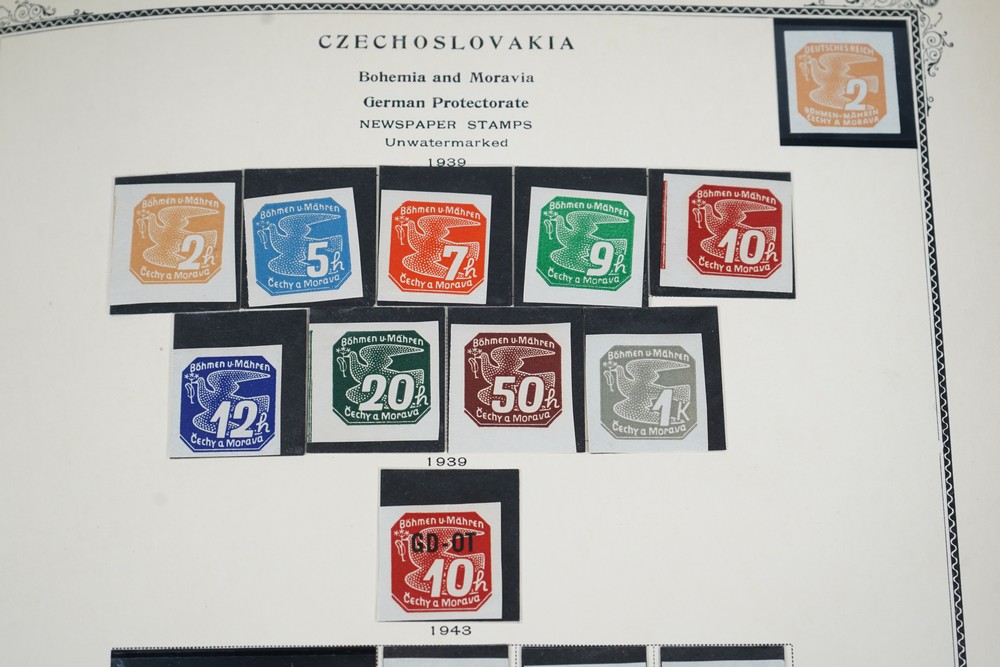 CZECHOSLOVAKIA
Bohemia and Moravia
German Protectorate
NEWSPAPER STAMPS
Unwatermarked
1939
DEUTSCHES REICH
2
BÖHMEN-MÄHREN
ČECHY A MORAVA
Böhmen u. Mähren
2h
Čechy a Morava
Böhmen u. Mähren
5h
Čechy a Morava
Böhmen u. Mähren
7h
Čechy a Morava
Böhmen u. Mähren
9h
Čechy a Morava
Böhmen u. Mähren
10h
Čechy a Morava
Böhmen u. Mähren
12h
Čechy a Morava
Böhmen u. Mähren
20h
Čechy a Morava
Böhmen u. Mähren
50h
Čechy a Morava
Böhmen u. Mähren
1K
Čechy a Morava
1939
Böhmen u. Mähren
GD-OT
10h
Čechy a Morava
1943